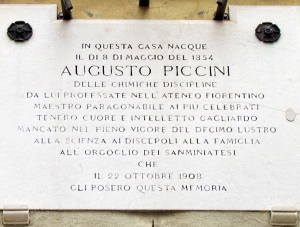 IN QUESTA CASA NACQUE
IL DÌ 8 DI MAGGIO DEL 1854
AUGUSTO PICCINI
DELLE CHIMICHE DISCIPLINE
DA LUI PROFESSATE NELL'ATENEO FIORENTINO
MAESTRO PARAGONABILE AI PIÙ CELEBRATI
TENERO CUORE E INTELLETTO GAGLIARDO
MANCATO NEL PIENO VIGORE DEL DECIMO LUSTRO
ALLA SCIENZA AI DISCEPOLI ALLA FAMIGLIA
ALL'ORGOGLIO DEI SANMINIATESI
CHE
IL 22 OTTOBRE 1908
GLI POSERO QUESTA MEMORIA